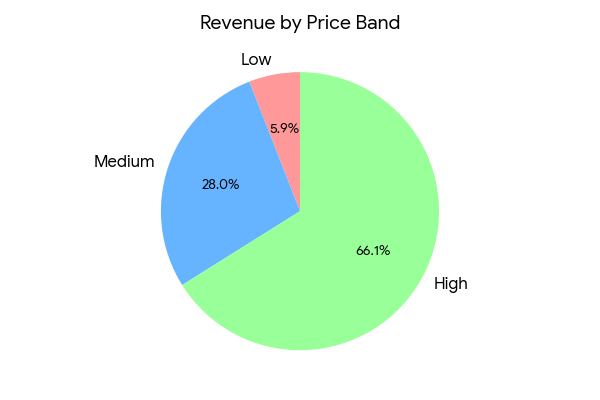 Revenue by Price Band
Low
5.9%
Medium
28.0%
66.1%
High